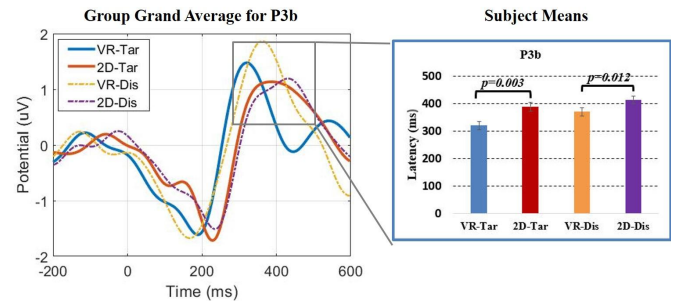 Group Grand Average for P3b
2
1
0
-1
-2
Potential (uV)
VR-Tar
2D-Tar
VR-Dis
2D-Dis
-200
0
200
400
600
Time (ms)
Subject Means
P3b
500
400
300
200
100
0
Latency (ms)
p=0.003
p=0.012
VR-Tar
2D-Tar
VR-Dis
2D-Dis